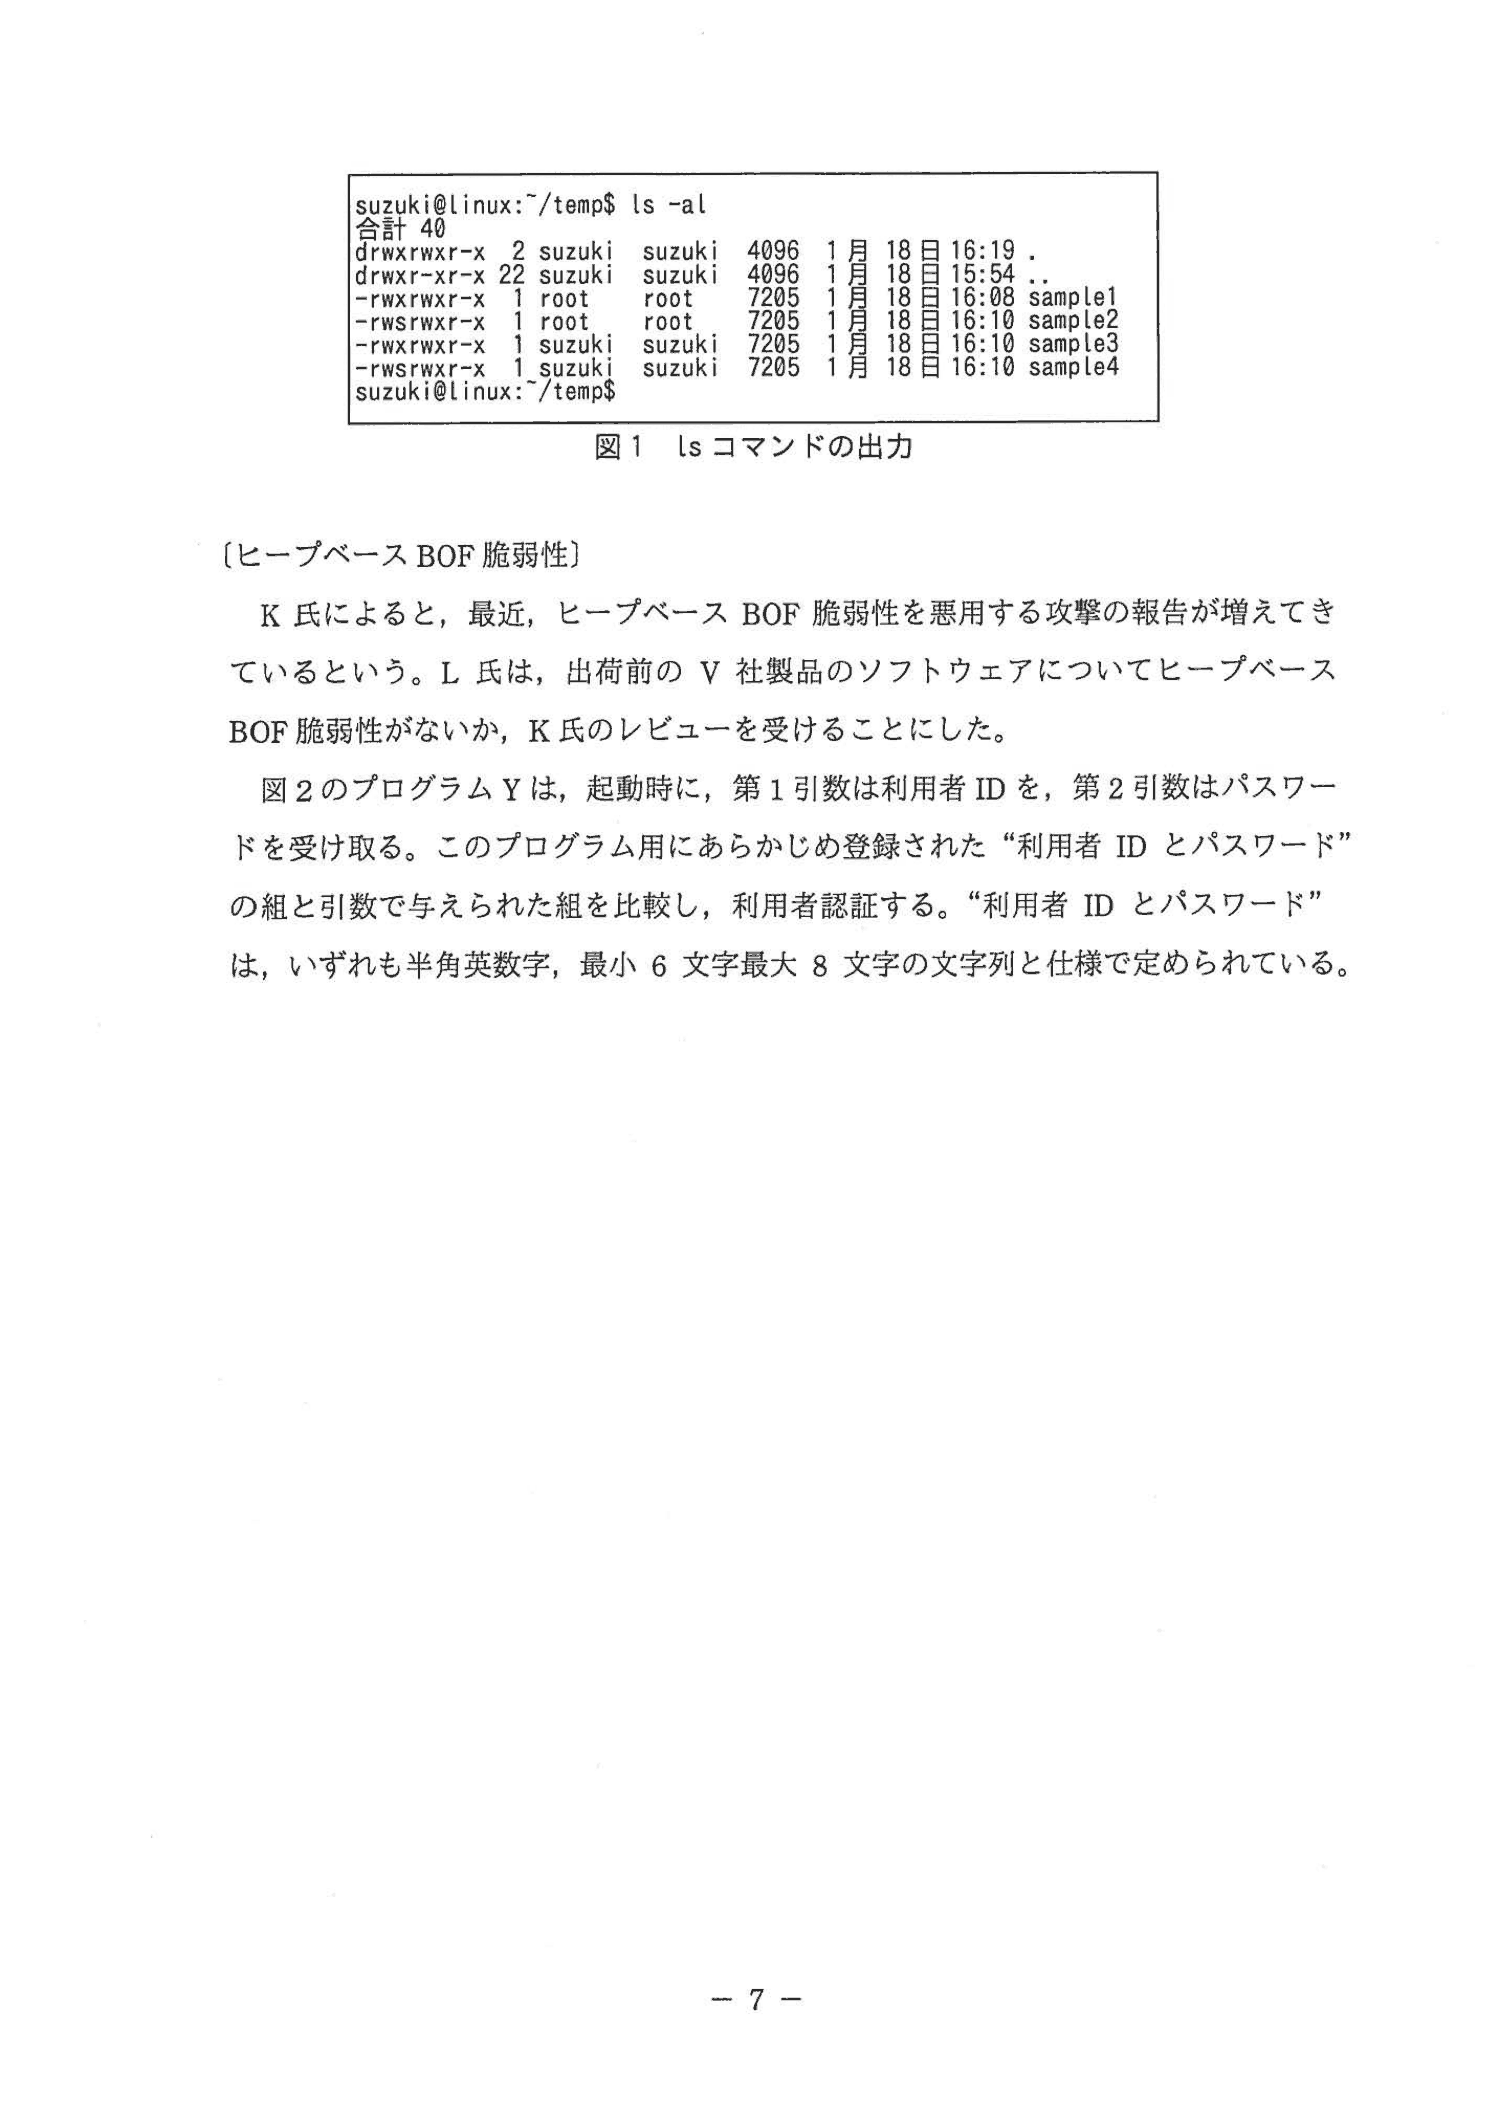 suzuki@linux:~/temp$ ls -al
合計 40
drwxrwxr-x 2 suzuki suzuki 4096 1月 18日 16:19 .
drwxr-xr-x 22 suzuki suzuki 4096 1月 18日 15:54 ..
-rwxrwxr-x 1 root root 7205 1月 18日 16:08 sample1
-rwsrwxr-x 1 root root 7205 1月 18日 16:10 sample2
-rwxrwxr-x 1 suzuki suzuki 7205 1月 18日 16:10 sample3
-rwsrwxr-x 1 suzuki suzuki 7205 1月 18日 16:10 sample4
suzuki@linux:~/temp$
図1 ls コマンドの出力
〔ヒープベース BOF 脆弱性〕
K 氏によると，最近，ヒープベース BOF 脆弱性を悪用する攻撃の報告が増えてき
ているという。L 氏は，出荷前の V 社製品のソフトウェアについてヒープベース
BOF 脆弱性がないか，K 氏のレビューを受けることにした。
図2のプログラム Y は，起動時に，第1引数は利用者 ID を，第2引数はパスワー
ドを受け取る。このプログラム用にあらかじめ登録された“利用者 ID とパスワード”
の組と引数で与えられた組を比較し，利用者認証する。“利用者 ID とパスワード”
は，いずれも半角英数字，最小 6 文字最大 8 文字の文字列と仕様で定められている。
－ 7 －